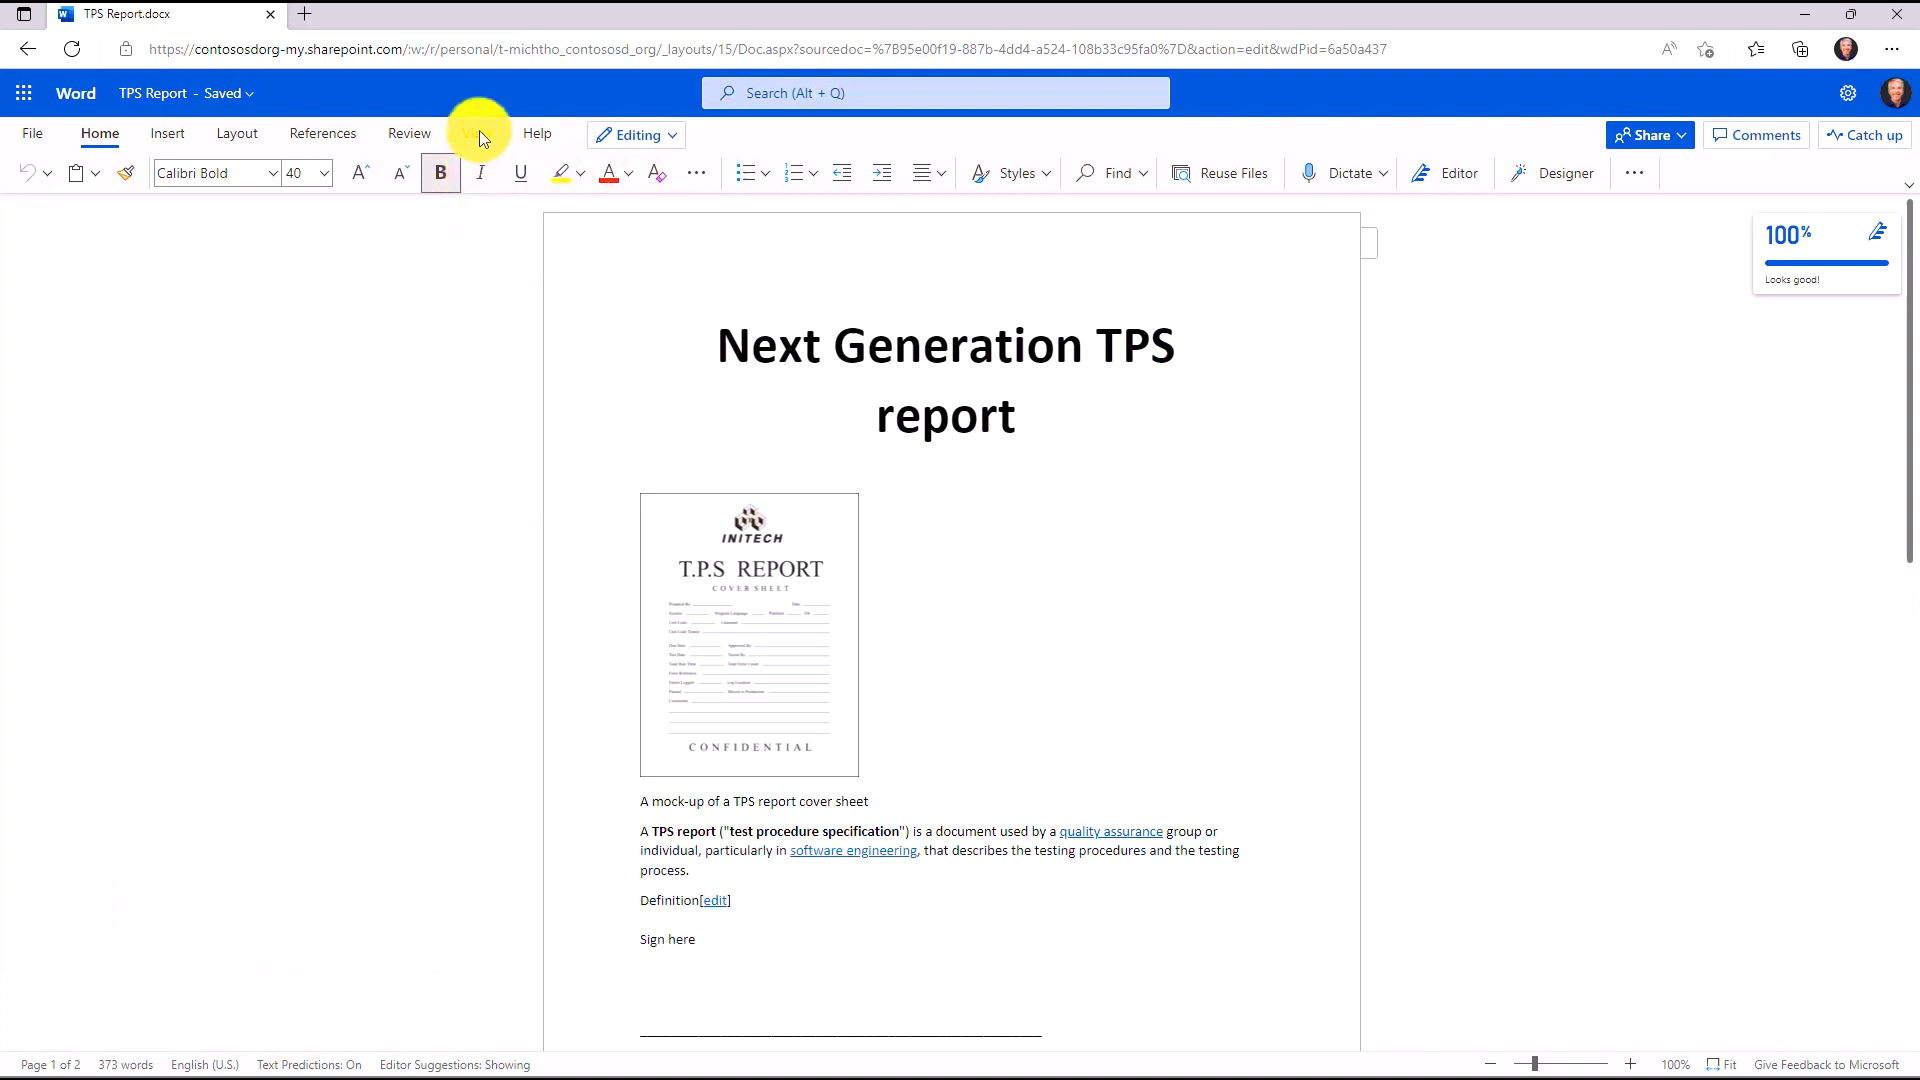 TPS Report.docx
https://contososdorg-my.sharepoint.com/:w:/r/personal/t-michtho_contososd_org/_layouts/15/Doc.aspx?sourcedoc=%7B95e00f19-887b-4dd4-a524-108b33c95fa0%7D&action=edit&wdPid=6a50a437
Word TPS Report - Saved Search (Alt + Q)
File Home Insert Layout References Review View Help Editing Share Comments Catch up
Calibri Bold 40 B I U A Styles Find Reuse Files Dictate Editor Designer
100%
Looks good!
Next Generation TPS
report
INITECH
T.P.S REPORT
COVER SHEET
CONFIDENTIAL
A mock-up of a TPS report cover sheet
A TPS report ("test procedure specification") is a document used by a quality assurance group or
individual, particularly in software engineering, that describes the testing procedures and the testing
process.
Definition[edit]
Sign here
Page 1 of 2 373 words English (U.S.) Text Predictions: On Editor Suggestions: Showing 100% Fit Give Feedback to Microsoft